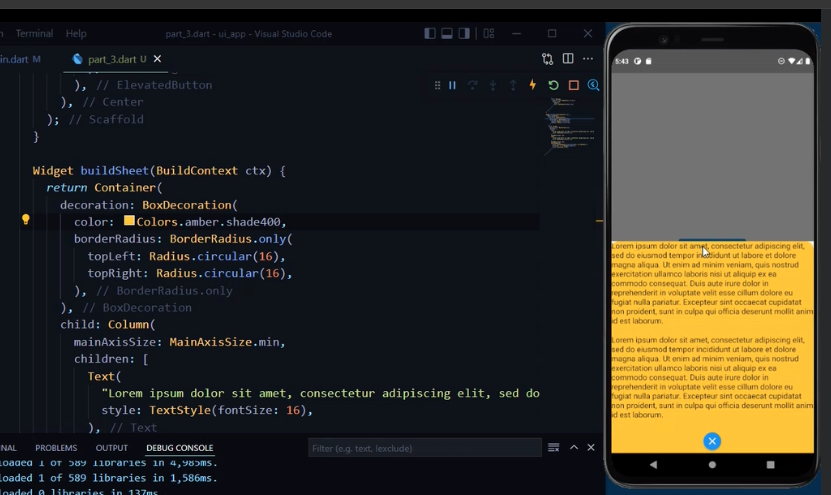 Terminal Help
part_3.dart - ui_app - Visual Studio Code
in.dart M
part_3.dart U
), // ElevatedButton
), // Center
); // Scaffold
}
Widget buildSheet(BuildContext ctx) {
return Container(
decoration: BoxDecoration(
color: Colors.amber.shade400,
borderRadius: BorderRadius.only(
topLeft: Radius.circular(16),
topRight: Radius.circular(16),
), // BorderRadius.only
), // BoxDecoration
child: Column(
mainAxisSize: MainAxisSize.min,
children: [
Text(
"Lorem ipsum dolor sit amet, consectetur adipiscing elit, sed do
style: TextStyle(fontSize: 16),
), // Text
NAL PROBLEMS OUTPUT DEBUG CONSOLE
Filter (e.g. text, !exclude)
loaded 1 of 589 libraries in 4,985ms.
loaded 1 of 589 libraries in 1,586ms.
loaded 0 libraries in 137ms.
5:43
Lorem ipsum dolor sit amet, consectetur adipiscing elit,
sed do eiusmod tempor incididunt ut labore et dolore
magna aliqua. Ut enim ad minim veniam, quis nostrud
exercitation ullamco laboris nisi ut aliquip ex ea
commodo consequat. Duis aute irure dolor in
reprehenderit in voluptate velit esse cillum dolore eu
fugiat nulla pariatur. Excepteur sint occaecat cupidatat
non proident, sunt in culpa qui officia deserunt mollit anim
id est laborum.
Lorem ipsum dolor sit amet, consectetur adipiscing elit,
sed do eiusmod tempor incididunt ut labore et dolore
magna aliqua. Ut enim ad minim veniam, quis nostrud
exercitation ullamco laboris nisi ut aliquip ex ea
commodo consequat. Duis aute irure dolor in
reprehenderit in voluptate velit esse cillum dolore eu
fugiat nulla pariatur. Excepteur sint occaecat cupidatat
non proident, sunt in culpa qui officia deserunt mollit anim
id est laborum.